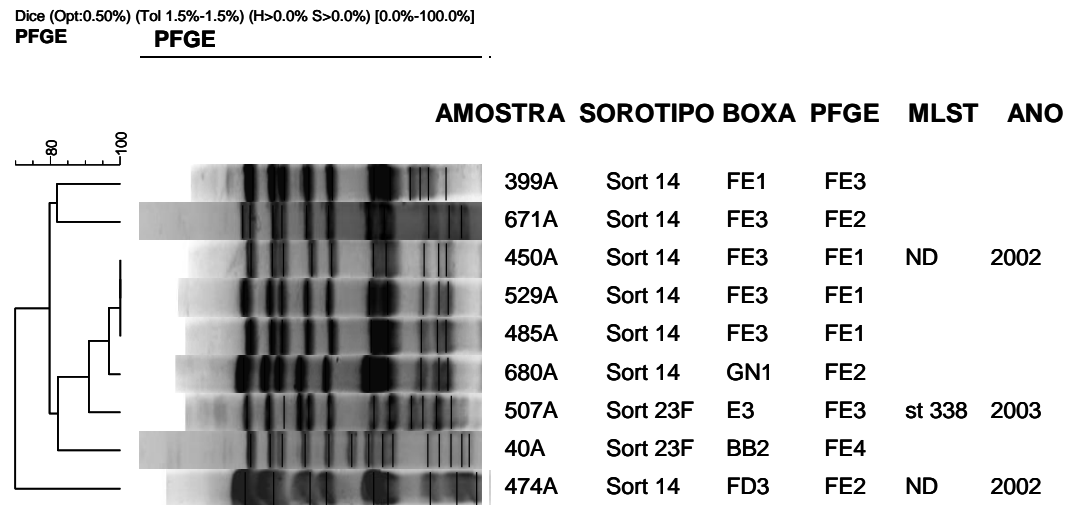 Dice (Opt:0.50%) (Tol 1.5%-1.5%) (H>0.0% S>0.0%) [0.0%-100.0%]
PFGE PFGE
AMOSTRA SOROTIPO BOXA PFGE MLST ANO
80 100
399A Sort 14 FE1 FE3
671A Sort 14 FE3 FE2
450A Sort 14 FE3 FE1 ND 2002
529A Sort 14 FE3 FE1
485A Sort 14 FE3 FE1
680A Sort 14 GN1 FE2
507A Sort 23F E3 FE3 st 338 2003
40A Sort 23F BB2 FE4
474A Sort 14 FD3 FE2 ND 2002